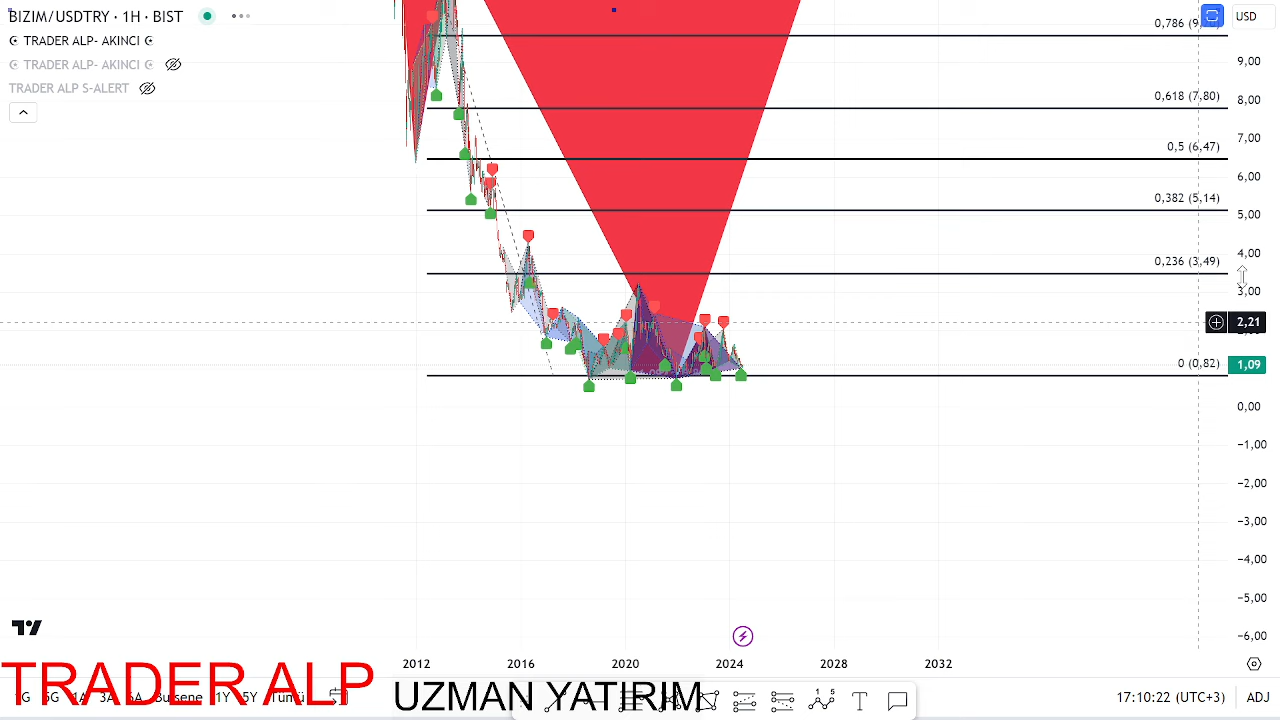 BIZIM/USDTRY · 1H · BIST
TRADER ALP- AKINCI
TRADER ALP- AKINCI
TRADER ALP S-ALERT
USD
0,786 (9,
9,00
0,618 (7,80)
8,00
7,00
0,5 (6,47)
6,00
0,382 (5,14)
5,00
0,236 (3,49)
4,00
3,00
2,21
0 (0,82)
1,09
0,00
−1,00
−2,00
−3,00
−4,00
−5,00
−6,00
2012 2016 2020 2024 2028 2032
TRADER ALP
UZMAN YATIRIM
1Y 5Y Tümü
17:10:22 (UTC+3) ADJ